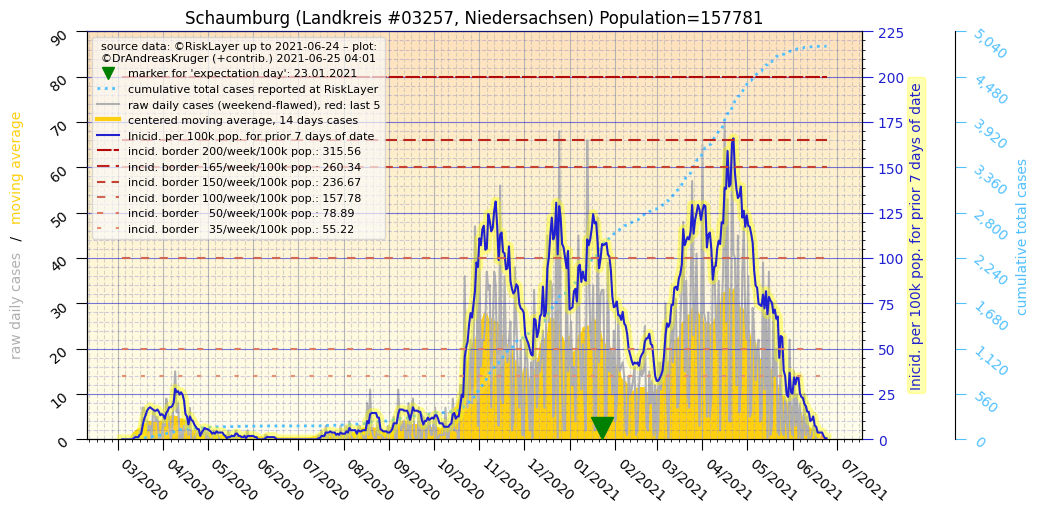 Schaumburg (Landkreis #03257, Niedersachsen) Population=157781
source data: ©RiskLayer up to 2021-06-24 – plot:
©DrAndreasKruger (+contrib.) 2021-06-25 04:01
marker for 'expectation day': 23.01.2021
cumulative total cases reported at RiskLayer
raw daily cases (weekend-flawed), red: last 5
centered moving average, 14 days cases
Inicid. per 100k pop. for prior 7 days of date
incid. border 200/week/100k pop.: 315.56
incid. border 165/week/100k pop.: 260.34
incid. border 150/week/100k pop.: 236.67
incid. border 100/week/100k pop.: 157.78
incid. border   50/week/100k pop.: 78.89
incid. border   35/week/100k pop.: 55.22
raw daily cases / moving average
90
80
70
60
50
40
30
20
10
0
03/2020
04/2020
05/2020
06/2020
07/2020
08/2020
09/2020
10/2020
11/2020
12/2020
01/2021
02/2021
03/2021
04/2021
05/2021
06/2021
07/2021
225
200
175
150
125
100
75
50
25
0
Inicid. per 100k pop. for prior 7 days of date
5,040
4,480
3,920
3,360
2,800
2,240
1,680
1,120
560
0
cumulative total cases